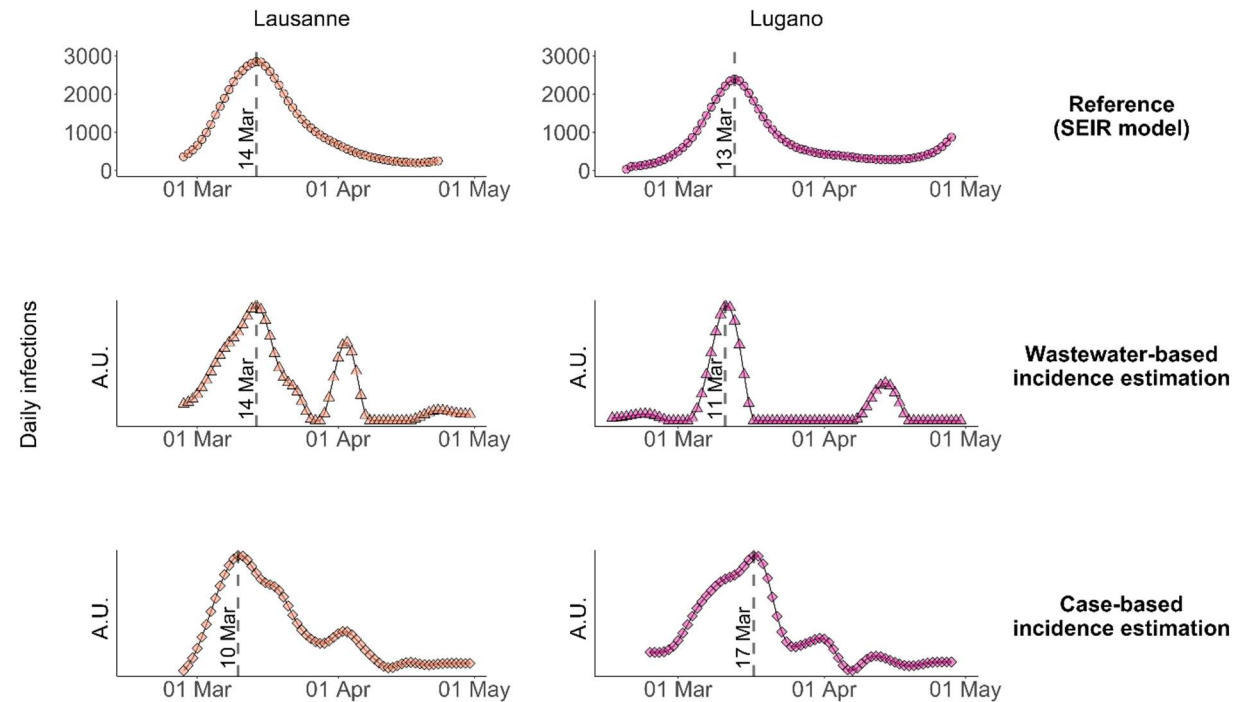 Lausanne
Lugano
3000
2000
1000
0
14 Mar
01 Mar
01 Apr
01 May
3000
2000
1000
0
13 Mar
01 Mar
01 Apr
01 May
Reference
(SEIR model)
Daily infections
A.U.
14 Mar
01 Mar
01 Apr
01 May
A.U.
11 Mar
01 Mar
01 Apr
01 May
Wastewater-based
incidence estimation
A.U.
10 Mar
01 Mar
01 Apr
01 May
A.U.
17 Mar
01 Mar
01 Apr
01 May
Case-based
incidence estimation